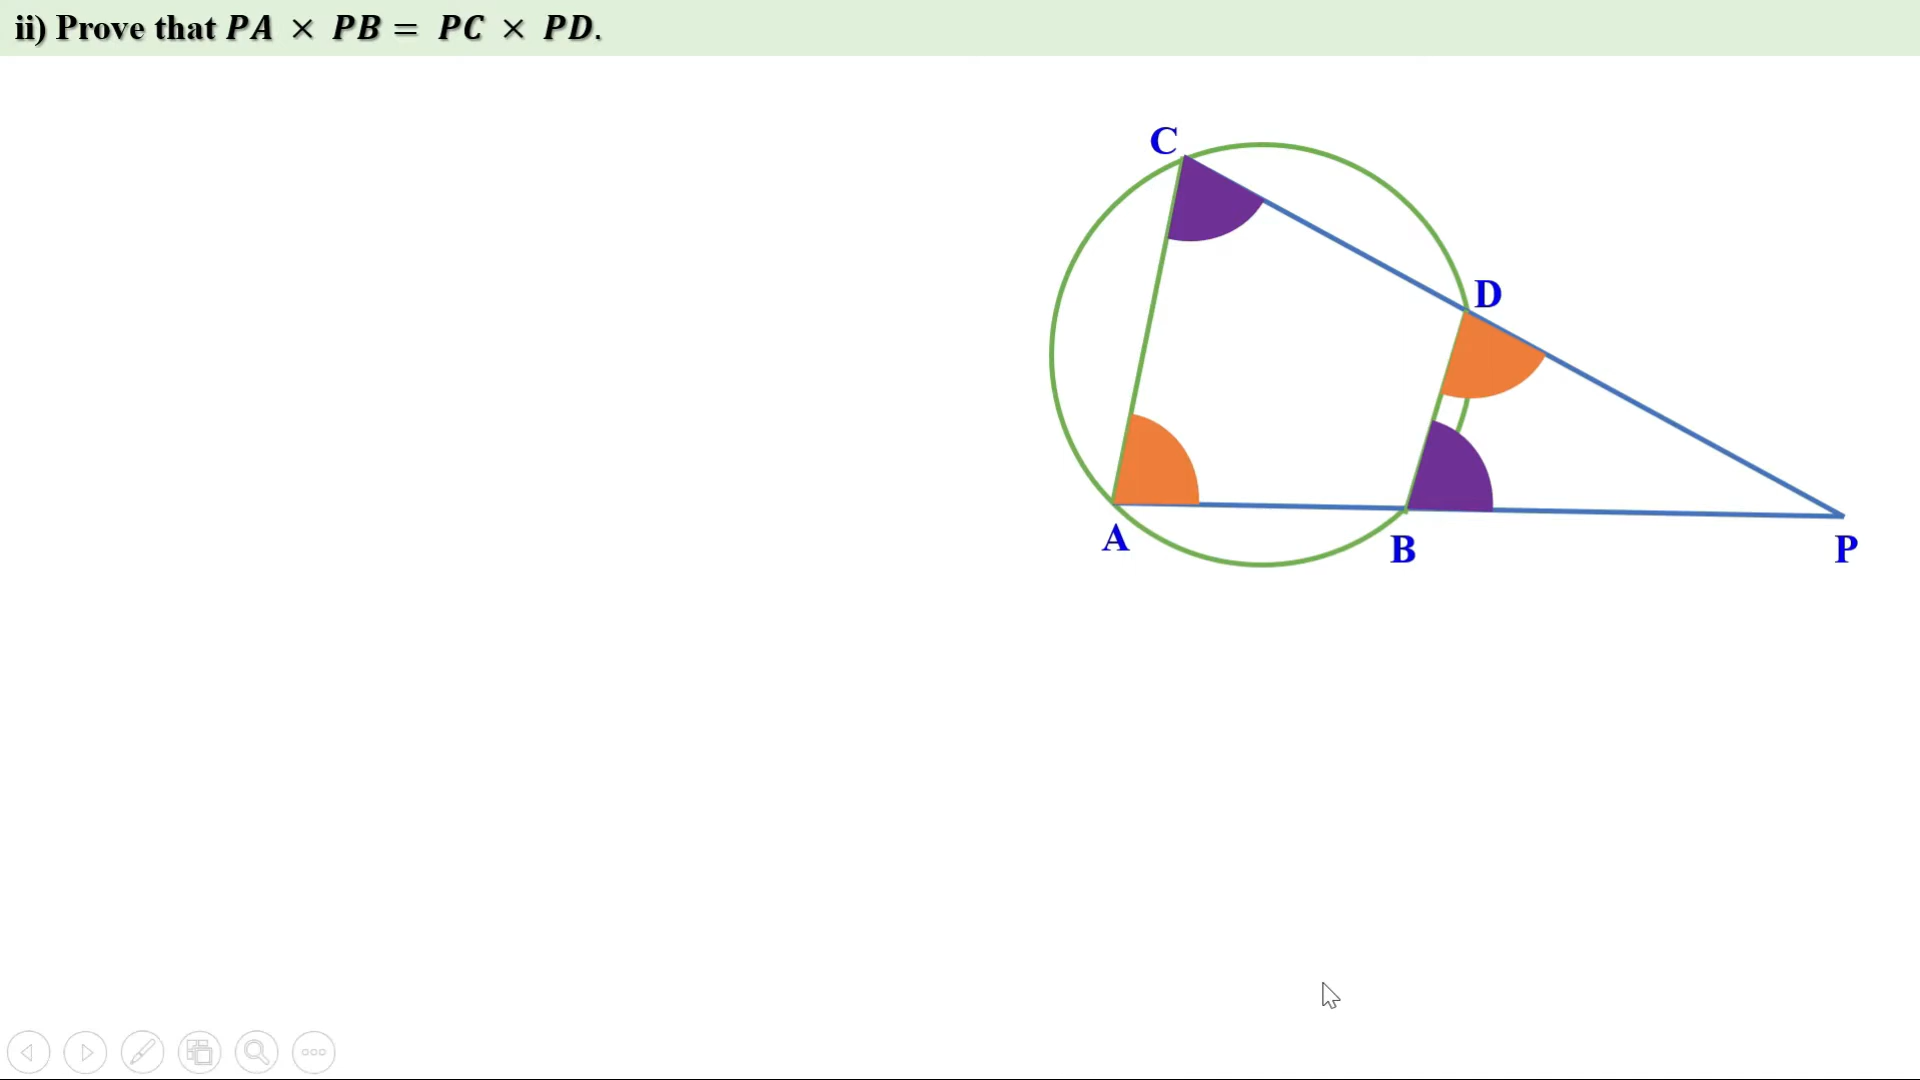 ii) Prove that PA × PB = PC × PD.
C
D
A
B
P